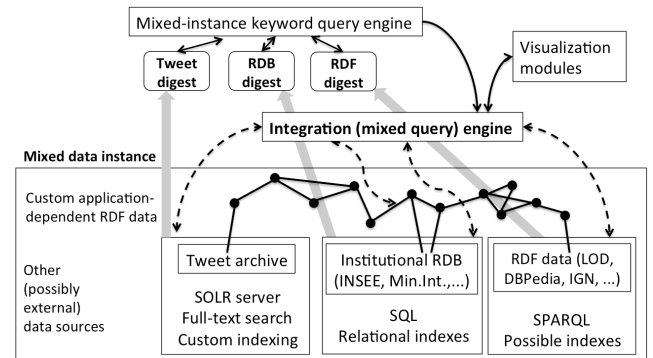 Mixed-instance keyword query engine
Tweet
digest
RDB
digest
RDF
digest
Visualization
modules
Integration (mixed query) engine
Mixed data instance
Custom application-
dependent RDF data
Other
(possibly
external)
data sources
Tweet archive
SOLR server
Full-text search
Custom indexing
Institutional RDB
(INSEE, Min.Int.,...)
SQL
Relational indexes
RDF data (LOD,
DBPedia, IGN, ...)
SPARQL
Possible indexes